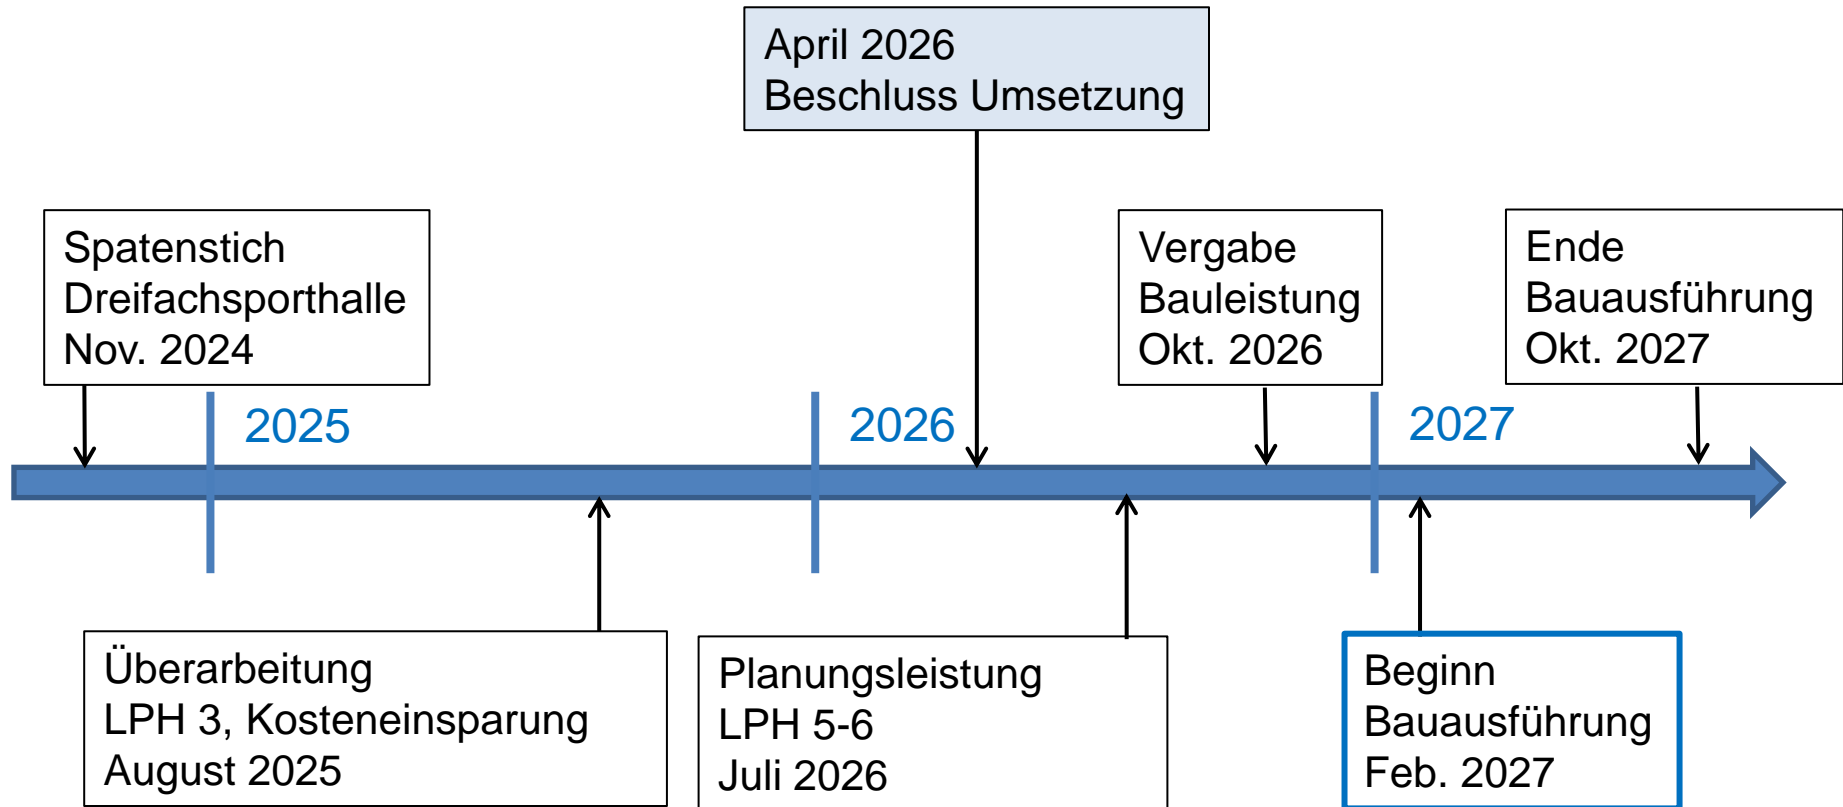 April 2026
Beschluss Umsetzung
Spatenstich
Dreifachsporthalle
Nov. 2024
Vergabe
Bauleistung
Okt. 2026
Ende
Bauausführung
Okt. 2027
2025
2026
2027
Überarbeitung
LPH 3, Kosteneinsparung
August 2025
Planungsleistung
LPH 5-6
Juli 2026
Beginn
Bauausführung
Feb. 2027